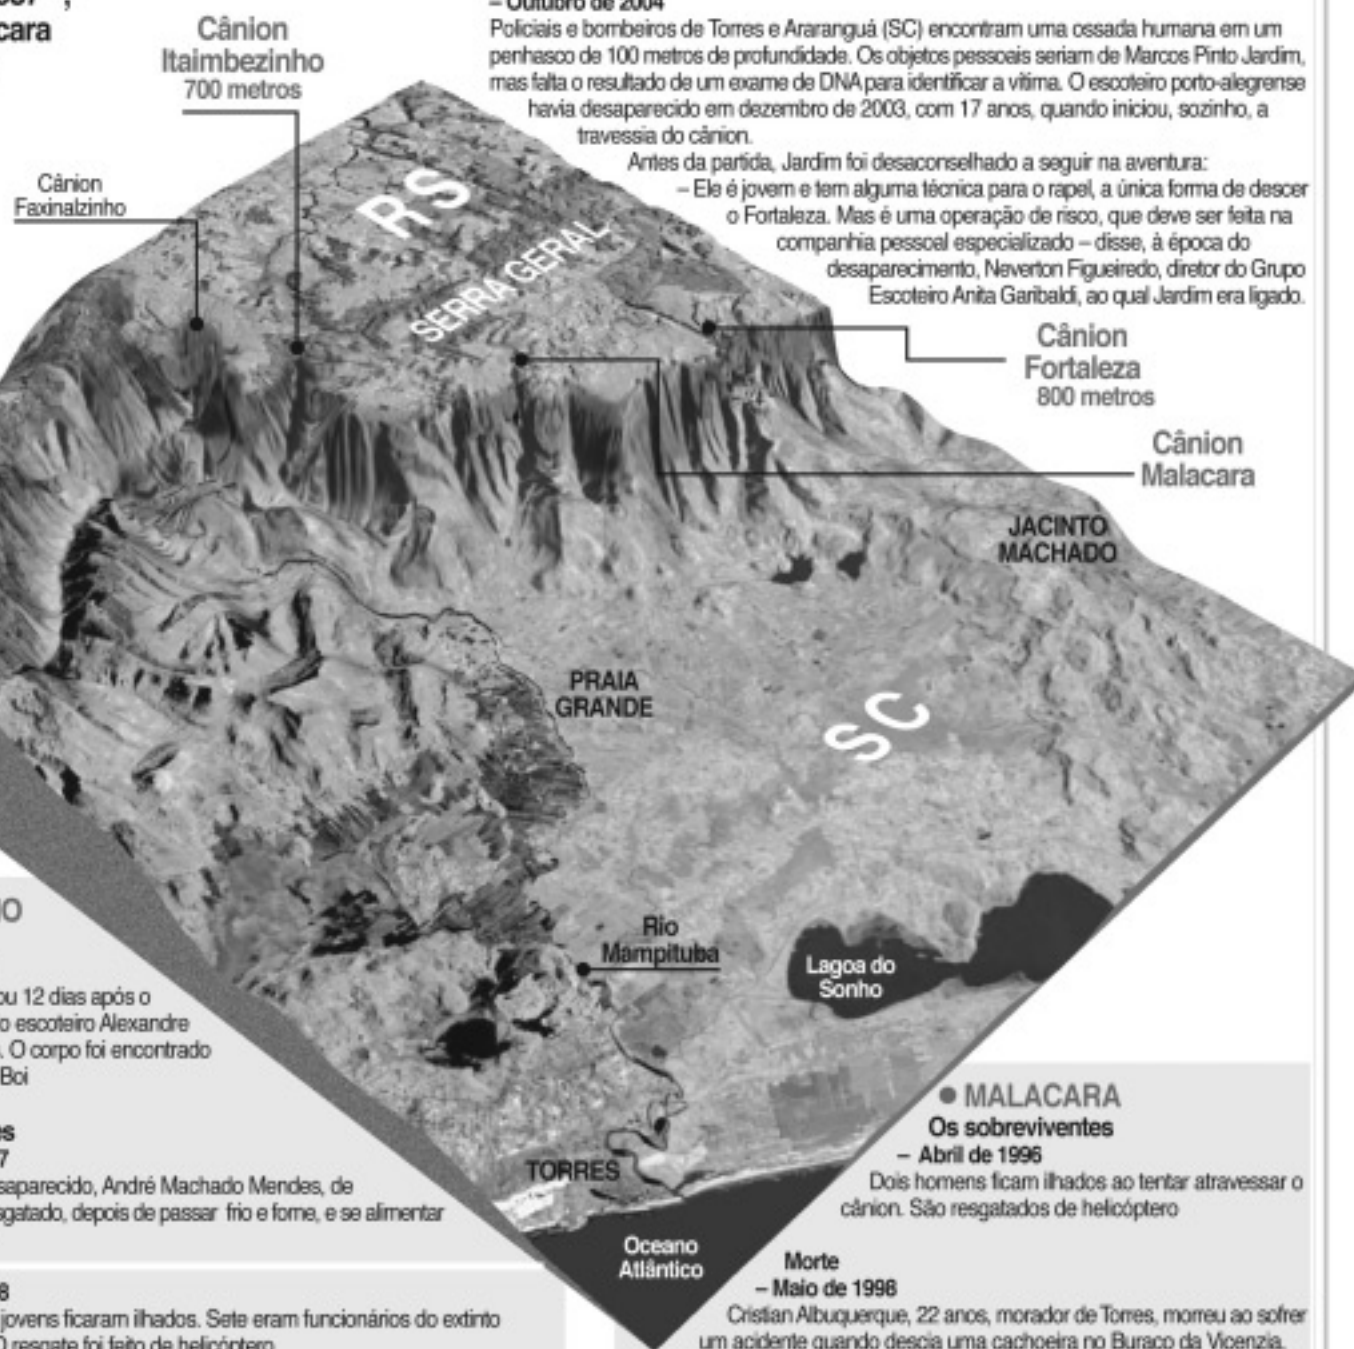 cara
– Outubro de 2004
Policiais e bombeiros de Torres e Araranguá (SC) encontram uma ossada humana em um
penhasco de 100 metros de profundidade. Os objetos pessoais seriam de Marcos Pinto Jardim,
mas falta o resultado de um exame de DNA para identificar a vítima. O escoteiro porto-alegrense
havia desaparecido em dezembro de 2003, com 17 anos, quando iniciou, sozinho, a
travessia do cânion.
Antes da partida, Jardim foi desaconselhado a seguir na aventura:
– Ele é jovem e tem alguma técnica para o rapel, a única forma de descer
o Fortaleza. Mas é uma operação de risco, que deve ser feita na
companhia pessoal especializado – disse, à época do
desaparecimento, Neverton Figueiredo, diretor do Grupo
Escoteiro Anita Garibaldi, ao qual Jardim era ligado.
Cânion
Itaimbezinho
700 metros
Cânion
Faxinalzinho
RS
SERRA GERAL
Cânion
Fortaleza
800 metros
Cânion
Malacara
JACINTO
MACHADO
PRAIA
GRANDE
SC
Rio
Mampituba
Lagoa do
Sonho
TORRES
Oceano
Atlântico
IO
ou 12 dias após o
o escoteiro Alexandre
. O corpo foi encontrado
Boi
es
7
saparecido, André Machado Mendes, de
sgatado, depois de passar frio e fome, e se alimentar
8
jovens ficaram ilhados. Sete eram funcionários do extinto
O resgate foi feito de helicóptero
● MALACARA
Os sobreviventes
– Abril de 1996
Dois homens ficam ilhados ao tentar atravessar o
cânion. São resgatados de helicóptero
Morte
– Maio de 1998
Cristian Albuquerque, 22 anos, morador de Torres, morreu ao sofrer
um acidente quando descia uma cachoeira no Buraco da Vicenzia.